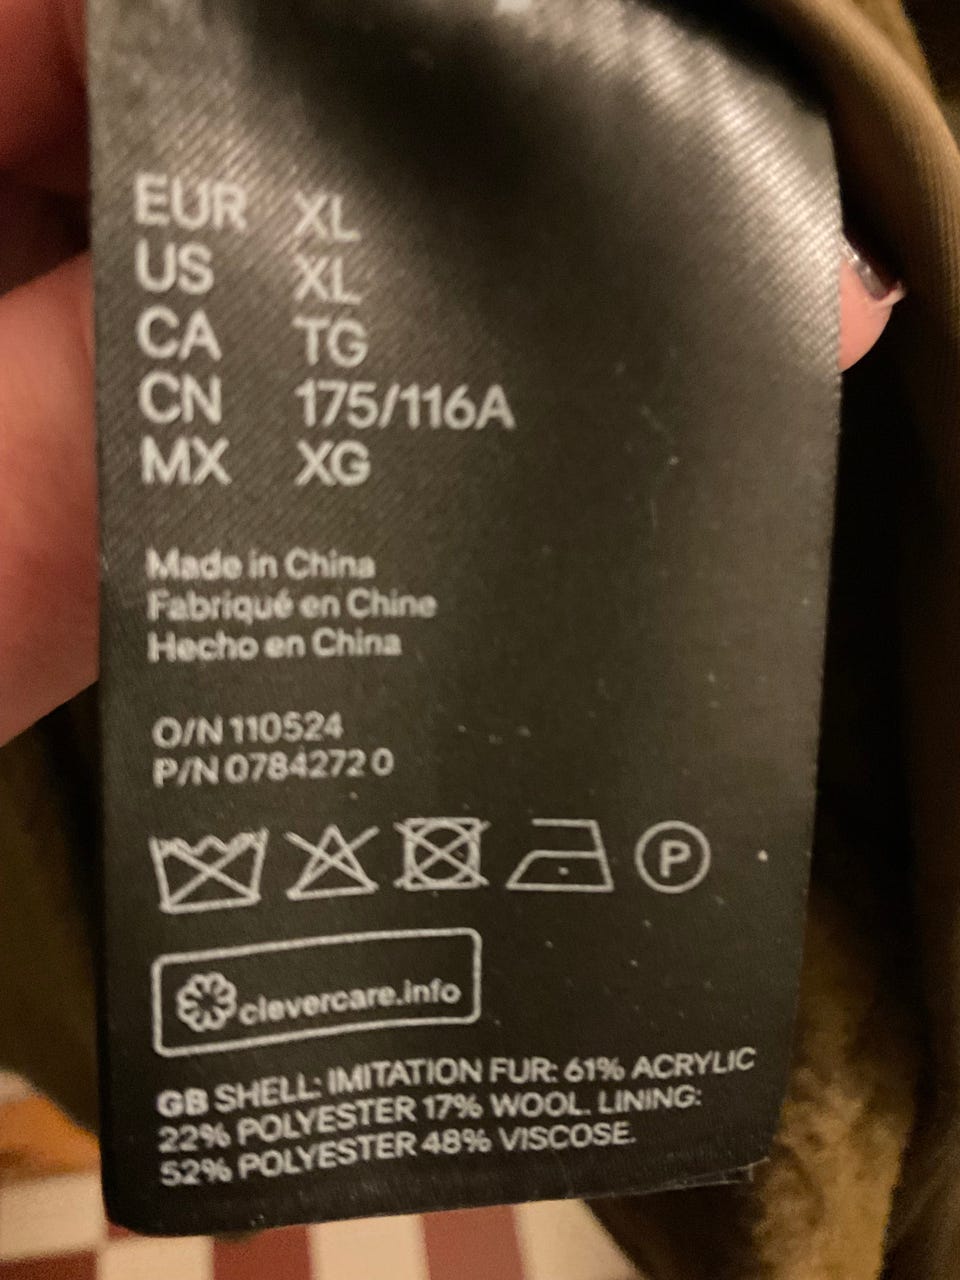 EUR XL
US XL
CA TG
CN 175/116A
MX XG
Made in China
Fabriqué en Chine
Hecho en China
O/N 110524
P/N 0784272 0
P
clevercare.info
GB SHELL: IMITATION FUR: 61% ACRYLIC
22% POLYESTER 17% WOOL. LINING:
52% POLYESTER 48% VISCOSE.